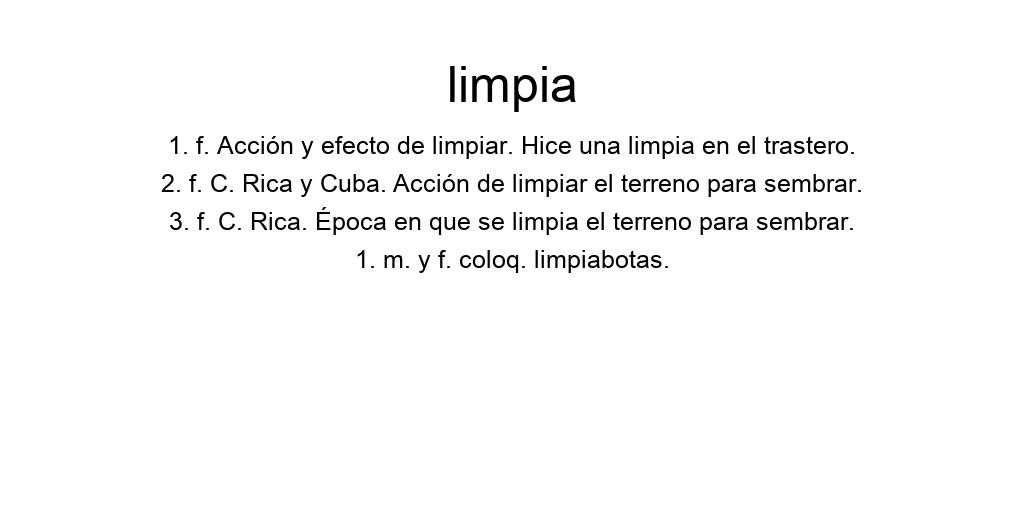 limpia
1. f. Acción y efecto de limpiar. Hice una limpia en el trastero.
2. f. C. Rica y Cuba. Acción de limpiar el terreno para sembrar.
3. f. C. Rica. Época en que se limpia el terreno para sembrar.
1. m. y f. coloq. limpiabotas.